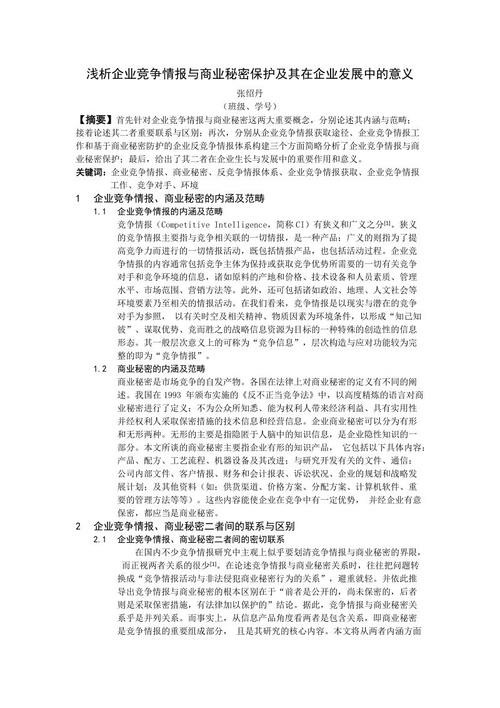 浅析企业竞争情报与商业秘密保护及其在企业发展中的意义
张绍丹
（班级、学号）
【摘要】首先针对企业竞争情报与商业秘密这两大重要概念，分别论述其内涵与范畴；
接着论述其二者重要联系与区别；再次，分别从企业竞争情报获取途径、企业竞争情报工
作和基于商业秘密防护的企业反竞争情报体系构建三个方面简略分析了企业竞争情报与商
业秘密保护；最后，给出了其二者在企业生长与发展中的重要作用和意义。
关键词：企业竞争情报、商业秘密、反竞争情报体系、企业竞争情报获取、企业竞争情报
工作、竞争对手、环境
1 企业竞争情报、商业秘密的内涵及范畴
1.1 企业竞争情报的内涵及范畴
竞争情报（Competitive Intelligence，简称 CI）有狭义和广义之分[1]。狭义
的竞争情报主要指与竞争相关联的一切情报，是一种产品；广义的则指为了提
高竞争力而进行的一切情报活动，既包括情报产品，也包括活动过程。企业竞
争情报的内容通常包括竞争主体为保持或获取竞争优势所需要的一切有关竞争
对手和竞争环境的信息，诸如原料的产地和价格、技术设备和人员素质、管理
水平、市场范围、营销方法等。此外，还可包括诸如政治、地理、人文社会等
环境要素乃至相关的情报活动。在我们看来，竞争情报是以现实与潜在的竞争
对手为参照， 以有关时空及相关精神、物质因素为环境条件，以形成“知己知
彼”、谋取优势、竞而胜之的战略信息资源为目标的一种特殊的创造性的信息
形态。其一般层次意义上的可称为“竞争信息”，层次构造与应对功能较为完
整的即为“竞争情报”。
1.2 商业秘密的内涵及范畴
商业秘密是市场竞争的自发产物。各国在法律上对商业秘密的定义有不同的阐
述。我国在 1993 年颁布实施的《反不正当竞争法》中，以高度精炼的语言对商
业秘密进行了定义：不为公众所知悉、能为权利人带来经济利益、具有实用性
并经权利人采取保密措施的技术信息和经营信息。企业商业秘密可以分为有形
和无形两种。无形的主要是指隐匿于人脑中的知识信息，是企业隐性知识的一
部分。本文所谈的商业秘密主要指企业有形的知识产品， 它包括以下具体内容：
产品、配方、工艺流程、机器设备及其改进；与研究开发有关的文件、通信；
公司内部文件、客户情报、财务和会计报表、诉讼状况、企业的规划和战略发
展计划；及其他资料（如：供货渠道、价格方案、分配方案、计算机软件、重
要的管理方法等等）。这些内容能使企业在竞争中有一定优势， 并经企业有意
保密，都应当是商业秘密。
2 企业竞争情报、商业秘密二者间的联系与区别
2.1 企业竞争情报、商业秘密二者间的密切联系
在国内不少竞争情报研究中主观上似乎要划清竞争情报与商业秘密的界限，
而正视两者关系的很少[3]。在论述竞争情报与商业秘密关系时，往往把问题转
换成“竞争情报活动与非法侵犯商业秘密行为的关系”，避重就轻。并依此推
导出竞争情报与商业秘密的根本区别在于“前者是公开的，尚未保密的，后者
则是采取保密措施，有法律加以保护的”结论。据此，竞争情报与商业秘密关
系乎是并列关系。而事实上，从信息产品角度看两者是包含关系，即商业秘密
是竞争情报的重要组成部分， 且是其研究的核心内容。本文将从两者内涵方面